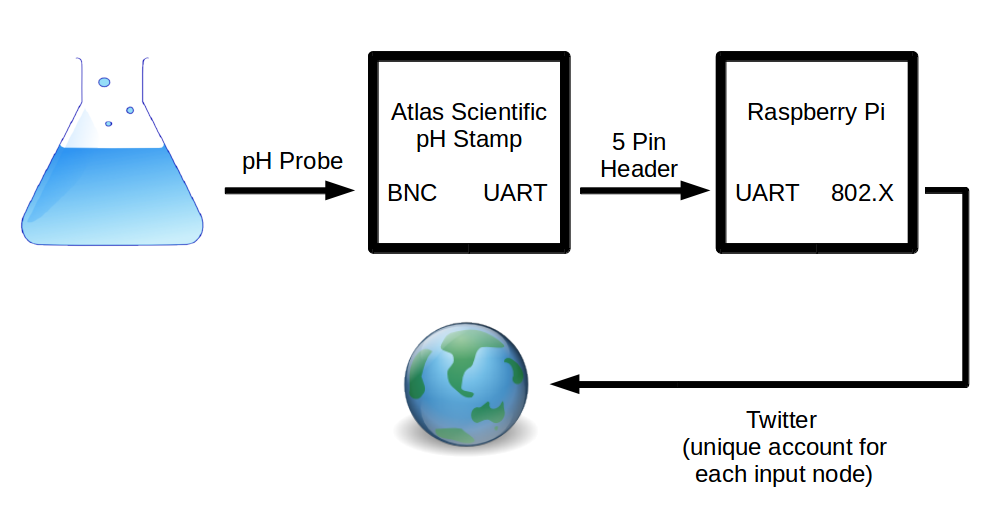 pH Probe
Atlas Scientific
pH Stamp
BNC UART
5 Pin
Header
Raspberry Pi
UART 802.X
Twitter
(unique account for
each input node)